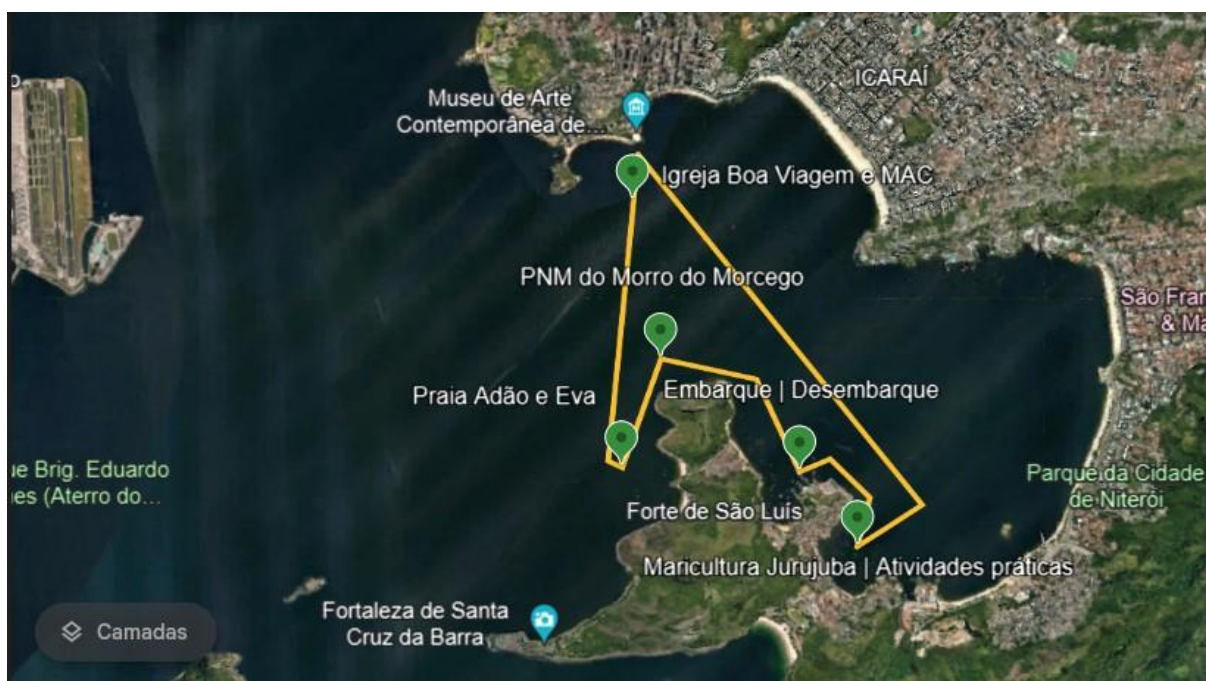 ICARAÍ
Museu de Arte
Contemporânea de...
Igreja Boa Viagem e MAC
PNM do Morro do Morcego
São Fran
& Ma
Praia Adão e Eva
Embarque | Desembarque
ue Brig. Eduardo
nes (Aterro do...
Parque da Cidade
de Niterói
Forte de São Luís
Maricultura Jurujuba | Atividades práticas
Fortaleza de Santa
Cruz da Barra
Camadas